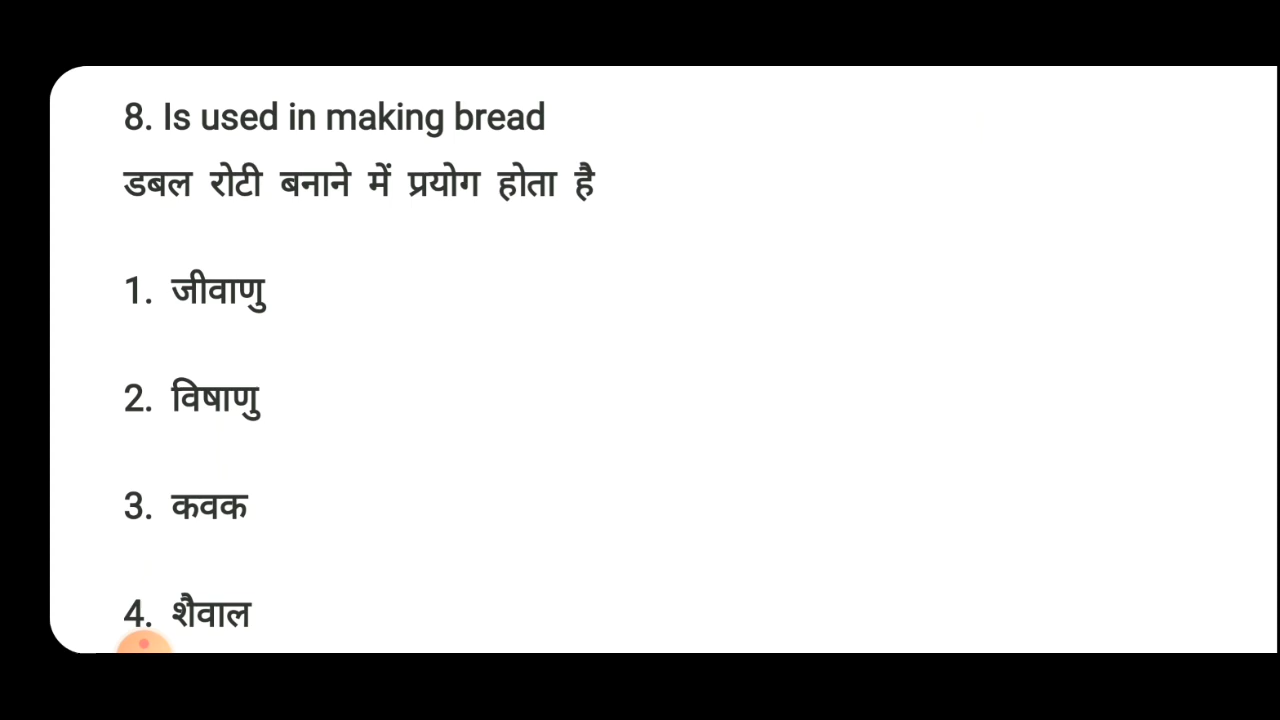 8. Is used in making bread
डबल रोटी बनाने में प्रयोग होता है
1. जीवाणु
2. विषाणु
3. कवक
4. शैवाल